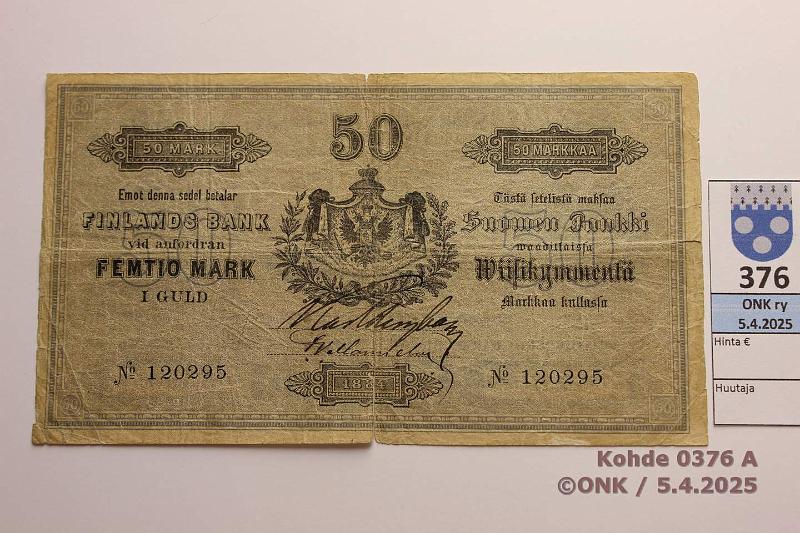 50
50 MARK
Emot denna sedel betalar
FINLANDS BANK
vid anfordran
FEMTIO MARK
I GULD
50 MARKKAA
Tästä setelistä maksaa
Suomen Pankki
waadittaissa
Wiisikymmentä
Markkaa kullassa
No 120295
1884
No 120295
376
ONK ry
5.4.2025
Hinta €
Huutaja
Kohde 0376 A
©ONK / 5.4.2025